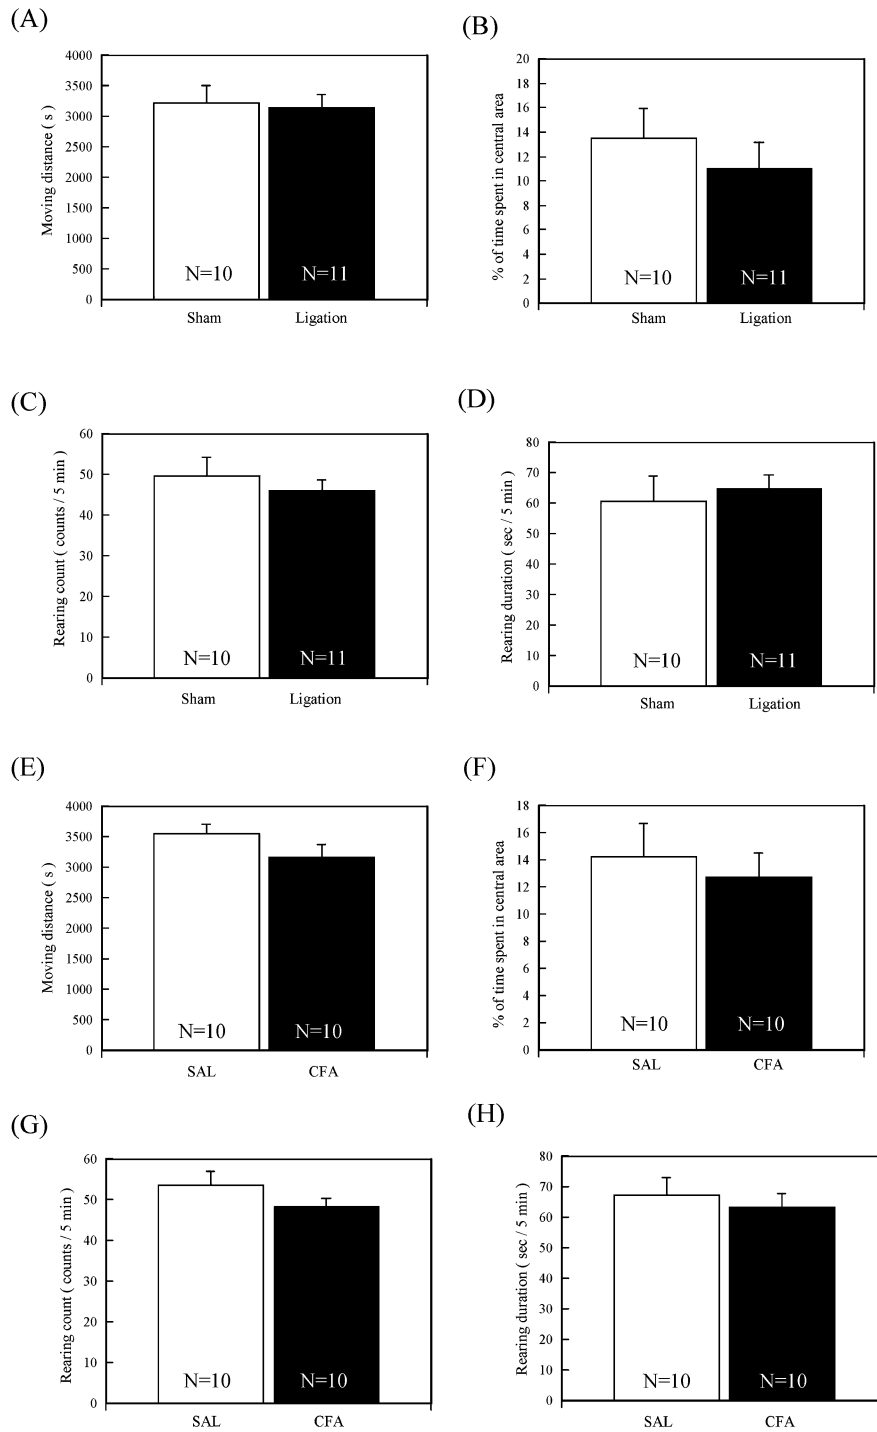 (A)
Moving distance ( s )
4000
3500
3000
2500
2000
1500
1000
500
0
N=10
N=11
Sham
Ligation
(B)
% of time spent in central area
20
18
16
14
12
10
8
6
4
2
0
N=10
N=11
Sham
Ligation
(C)
Rearing count ( counts / 5 min )
60
50
40
30
20
10
0
N=10
N=11
Sham
Ligation
(D)
Rearing duration ( sec / 5 min )
80
70
60
50
40
30
20
10
0
N=10
N=11
Sham
Ligation
(E)
Moving distance ( s )
4000
3500
3000
2500
2000
1500
1000
500
0
N=10
N=10
SAL
CFA
(F)
% of time spent in central area
18
16
14
12
10
8
6
4
2
0
N=10
N=10
SAL
CFA
(G)
Rearing count ( counts / 5 min )
60
50
40
30
20
10
0
N=10
N=10
SAL
CFA
(H)
Rearing duration ( sec / 5 min )
80
70
60
50
40
30
20
10
0
N=10
N=10
SAL
CFA